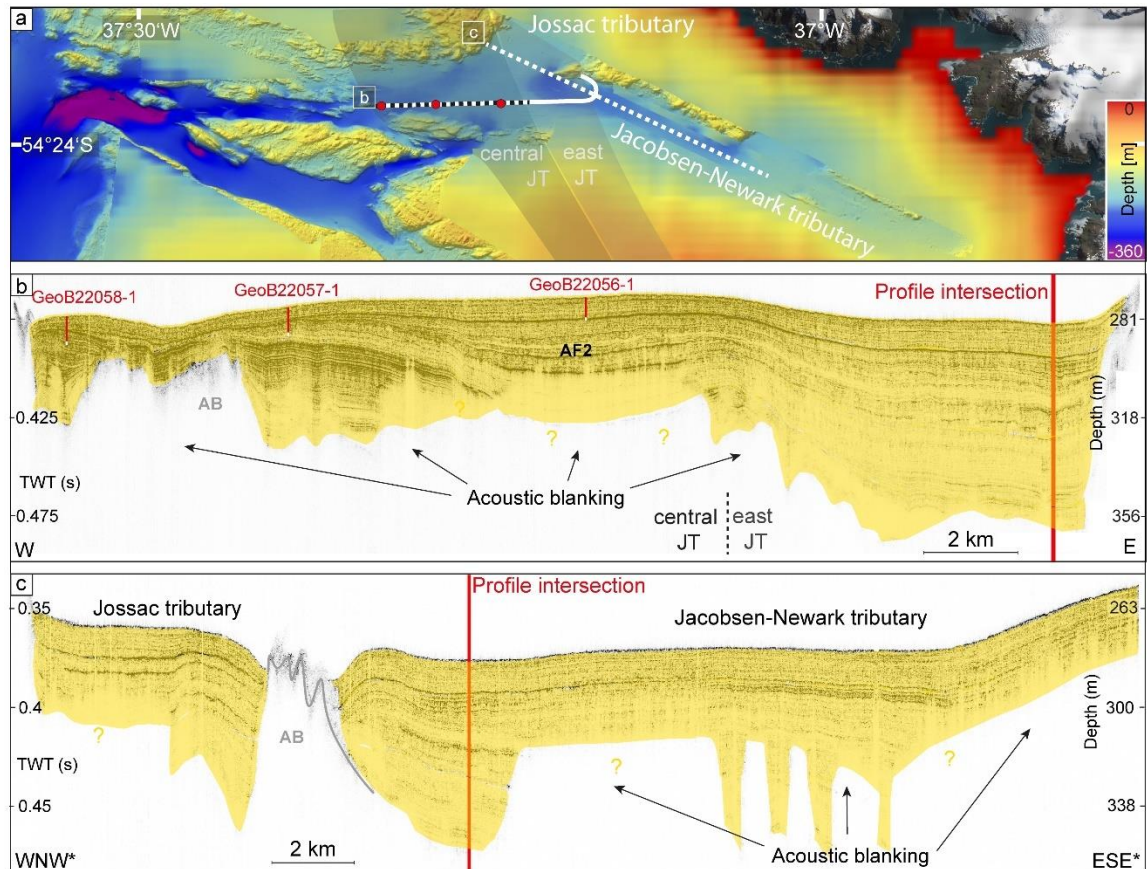 a
37°30'W
c
Jossac tributary
37°W
b
0
54°24'S
central
JT
east
JT
Jacobsen-Newark tributary
Depth [m]
-360
b
GeoB22058-1
GeoB22057-1
GeoB22056-1
Profile intersection
281
AF2
AB
0.425
318
?
?
?
Depth (m)
TWT (s)
Acoustic blanking
0.475
central
JT
east
JT
356
2 km
W
E
c
0.35
Jossac tributary
Profile intersection
Jacobsen-Newark tributary
263
0.4
300
AB
?
?
?
Depth (m)
TWT (s)
0.45
338
2 km
Acoustic blanking
WNW*
ESE*